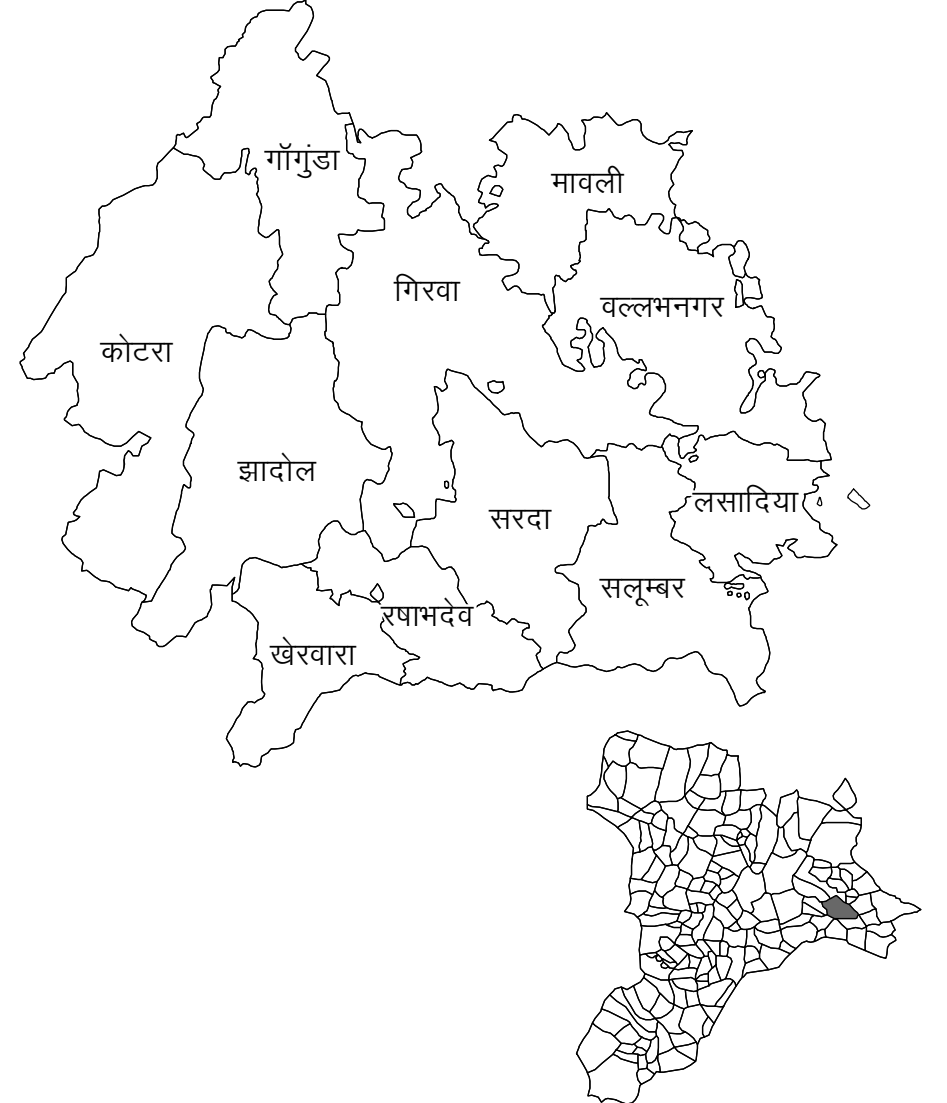 गॉगुंडा
मावली
गिरवा
वल्लभनगर
कोटरा
झादोल
लसादिया
सरदा
सलूम्बर
रषाभदेव
खेरवारा